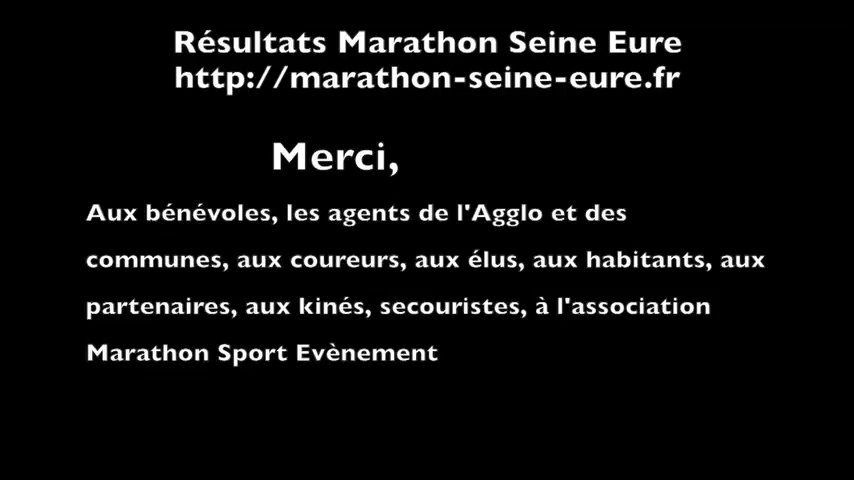 Résultats Marathon Seine Eure
http://marathon-seine-eure.fr
Merci,
Aux bénévoles, les agents de l'Agglo et des
communes, aux coureurs, aux élus, aux habitants, aux
partenaires, aux kinés, secouristes, à l'association
Marathon Sport Evènement